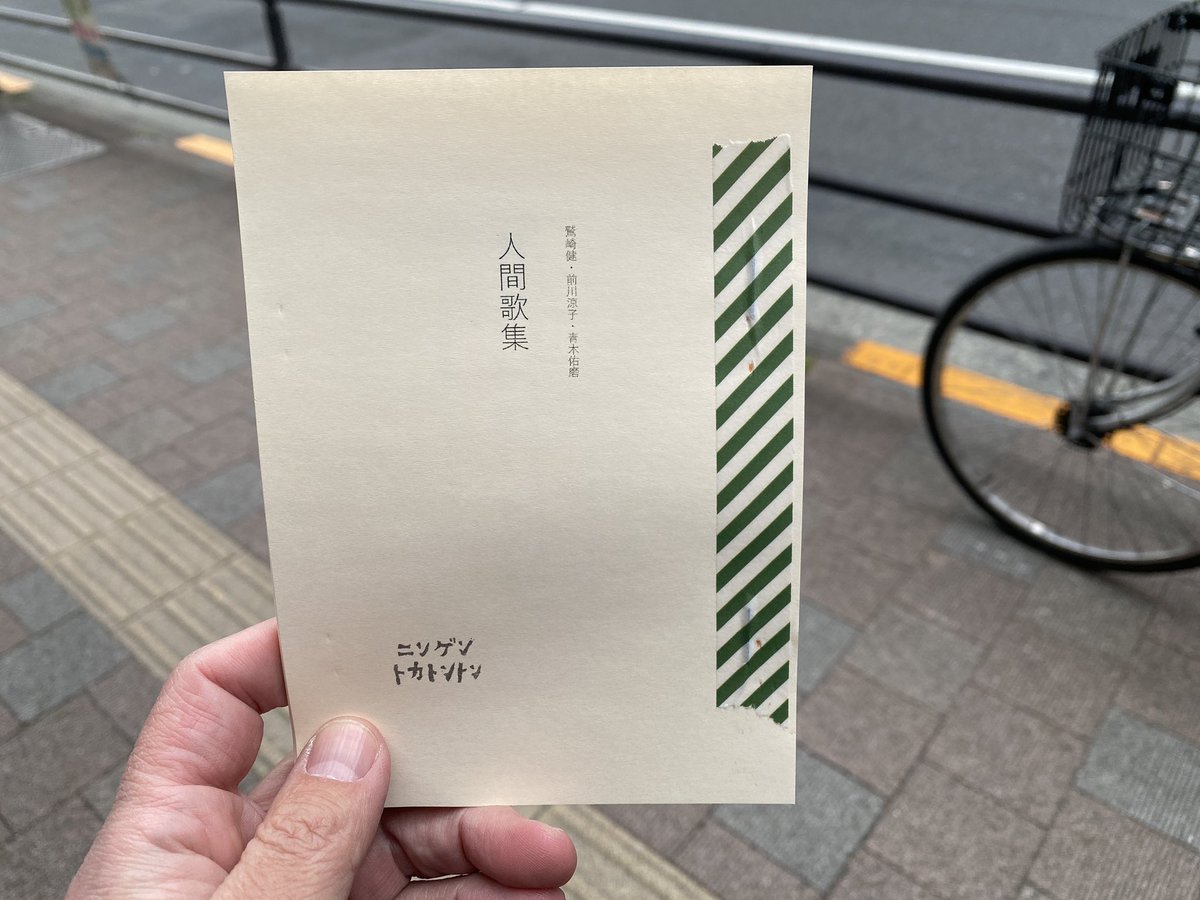 鷲崎健・前川涼子・青木佑磨
人間歌集
ニンゲン
トカトントン